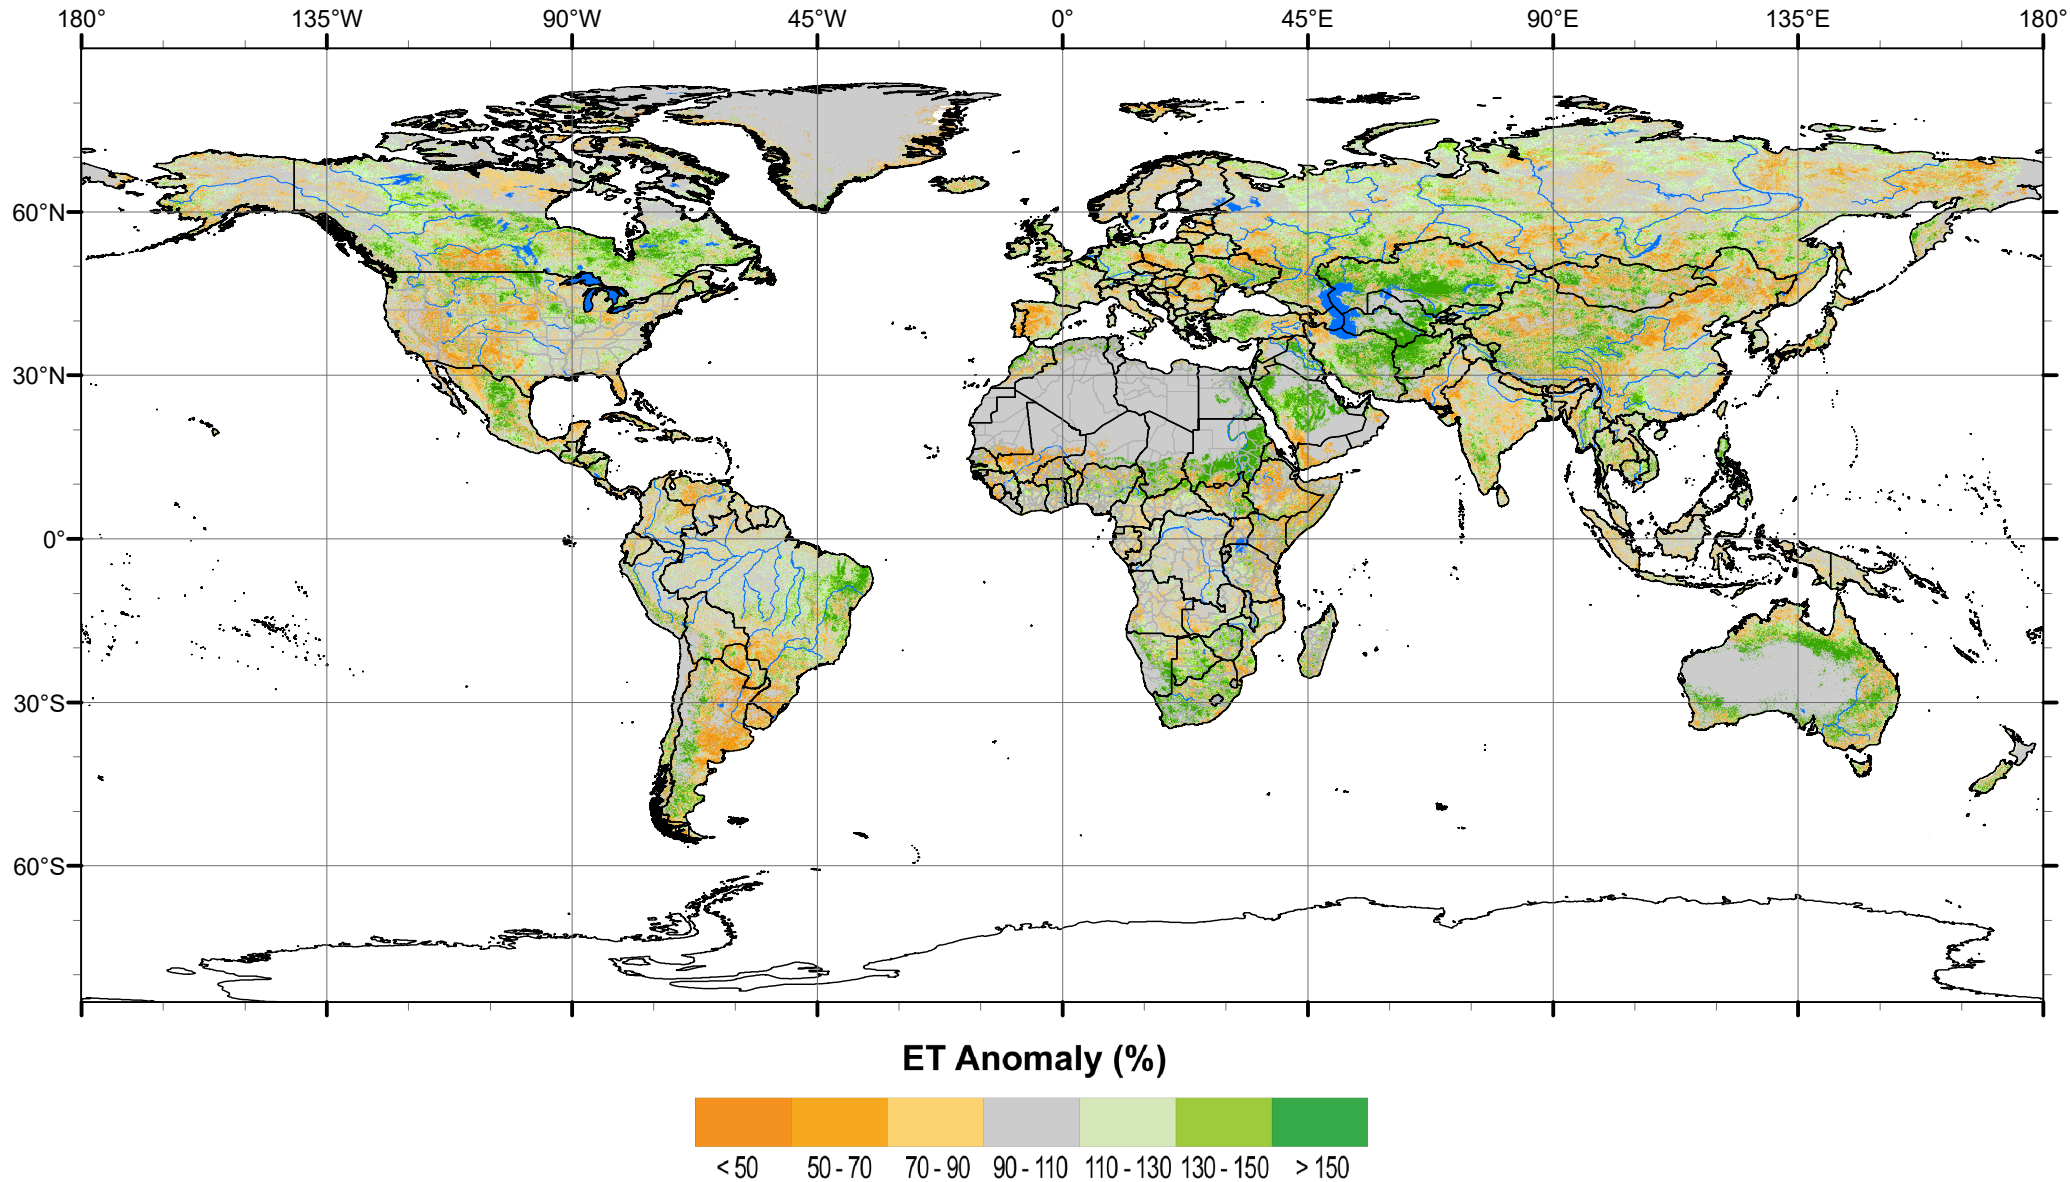 180° 135°W 90°W 45°W 0° 45°E 90°E 135°E 180°
60°N
30°N
0°
30°S
60°S
ET Anomaly (%)
< 50 50 - 70 70 - 90 90 - 110 110 - 130 130 - 150 > 150